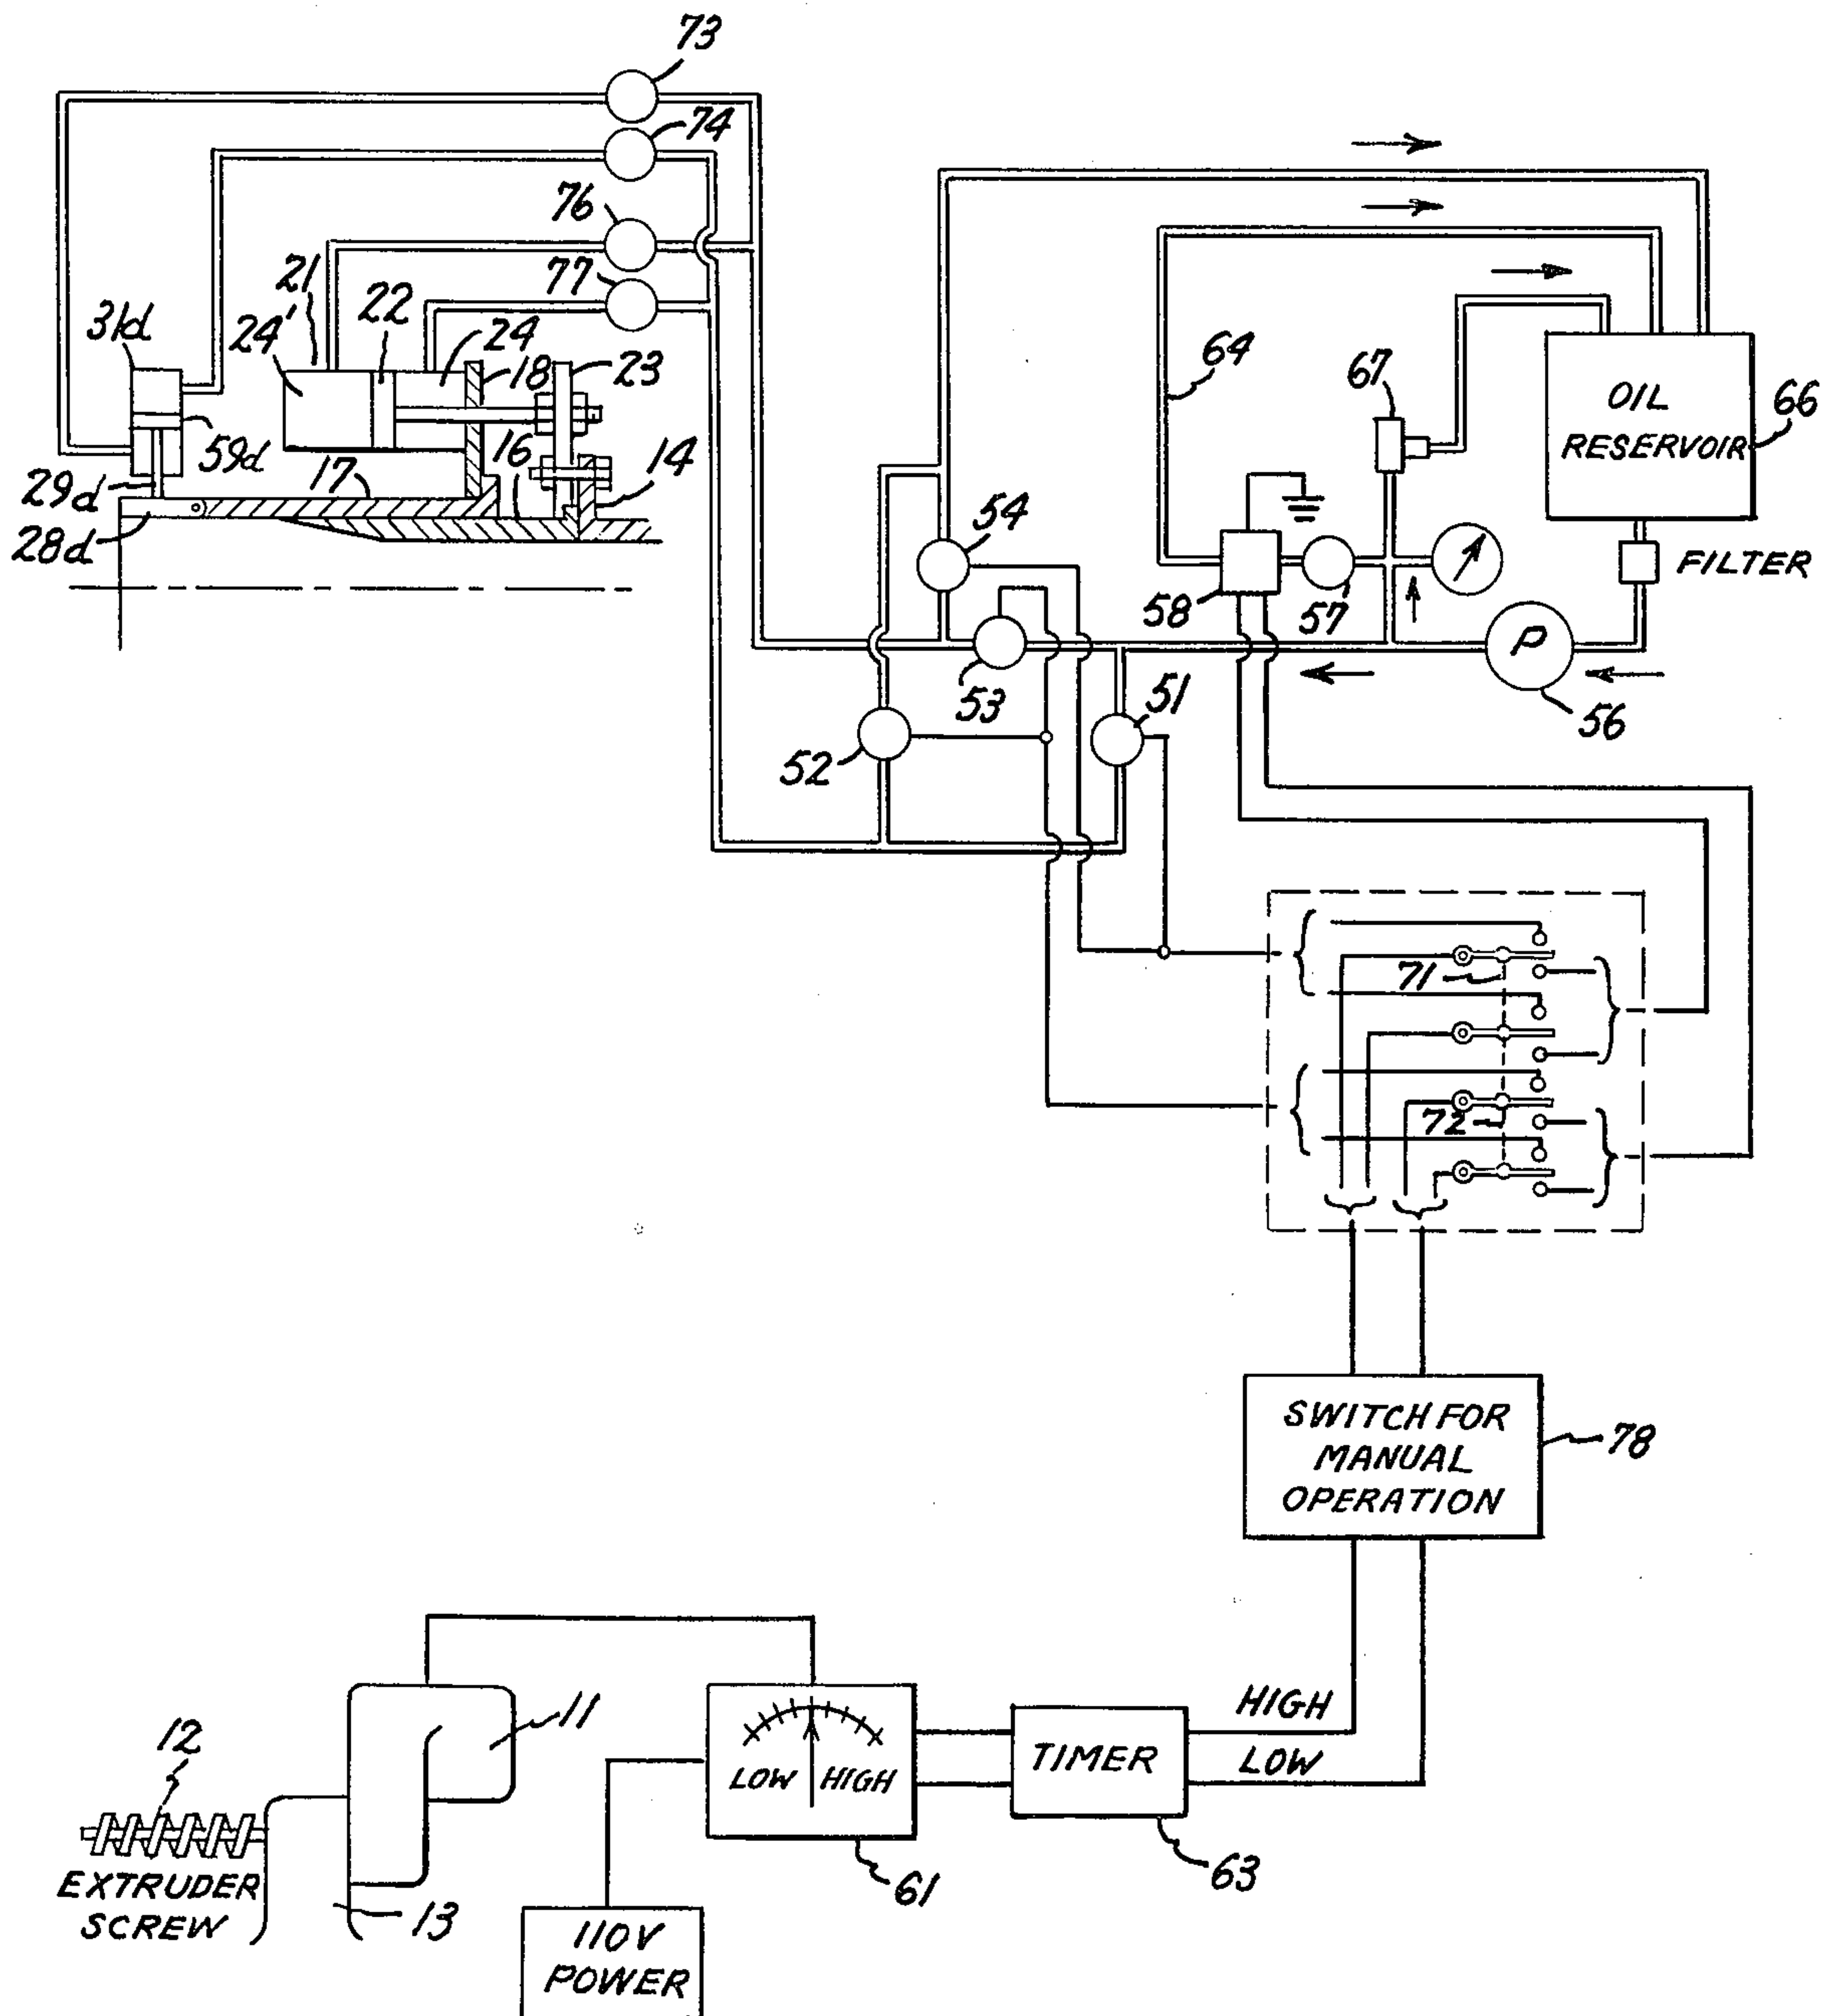 73
74
76
77
21
22
24'
24
18
23
31d
59d
17
16
14
29d
28d
64
67
OIL
RESERVOIR
66
54
58
57
FILTER
P
53
51
56
52
71
72
SWITCH FOR
MANUAL
OPERATION
78
12
11
HIGH
LOW HIGH
TIMER
LOW
EXTRUDER
SCREW
13
61
63
110V
POWER